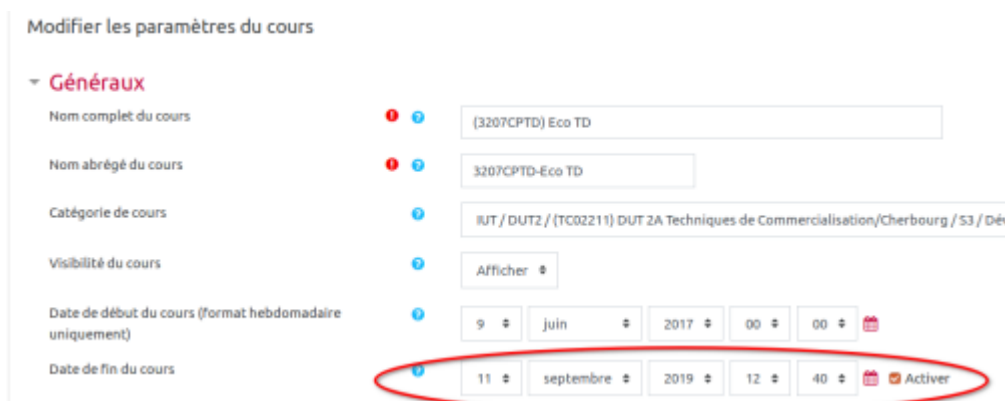 Modifier les paramètres du cours
Généraux
Nom complet du cours
(3207CPTD) Eco TD
Nom abrégé du cours
3207CPTD-Eco TD
Catégorie de cours
IUT / DUT2 / (TC02211) DUT 2A Techniques de Commercialisation/Cherbourg / S3 / Dév
Visibilité du cours
Afficher
Date de début du cours (format hebdomadaire
uniquement)
9 juin 2017 00 00
Date de fin du cours
11 septembre 2019 12 40 Activer